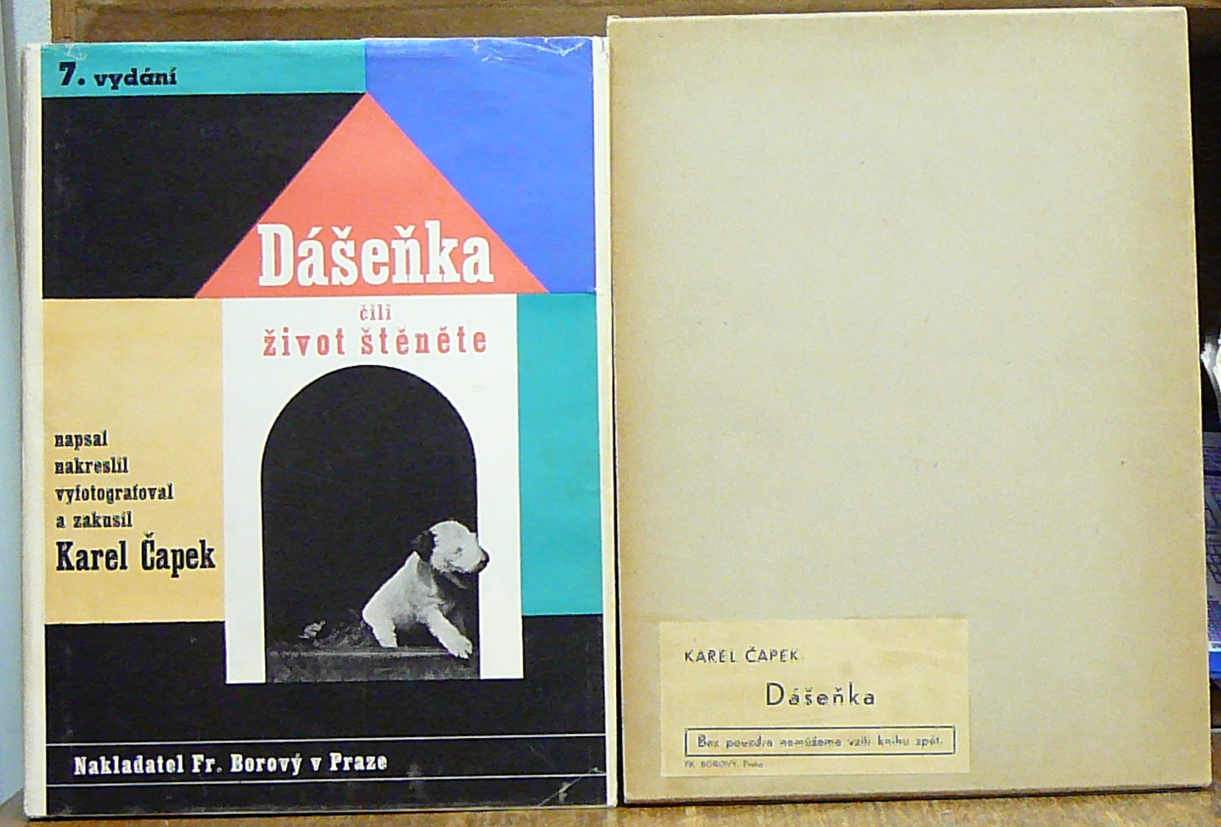 7. vydání
Dášeňka
čili
život štěněte
napsal
nakreslil
vyfotografoval
a zakusil
Karel Čapek
Nakladatel Fr. Borový v Praze
KAREL ČAPEK
Dášeňka
Bez pouzdra nemůžeme vzíti knihu zpět.
FR. BOROVÝ, Praha